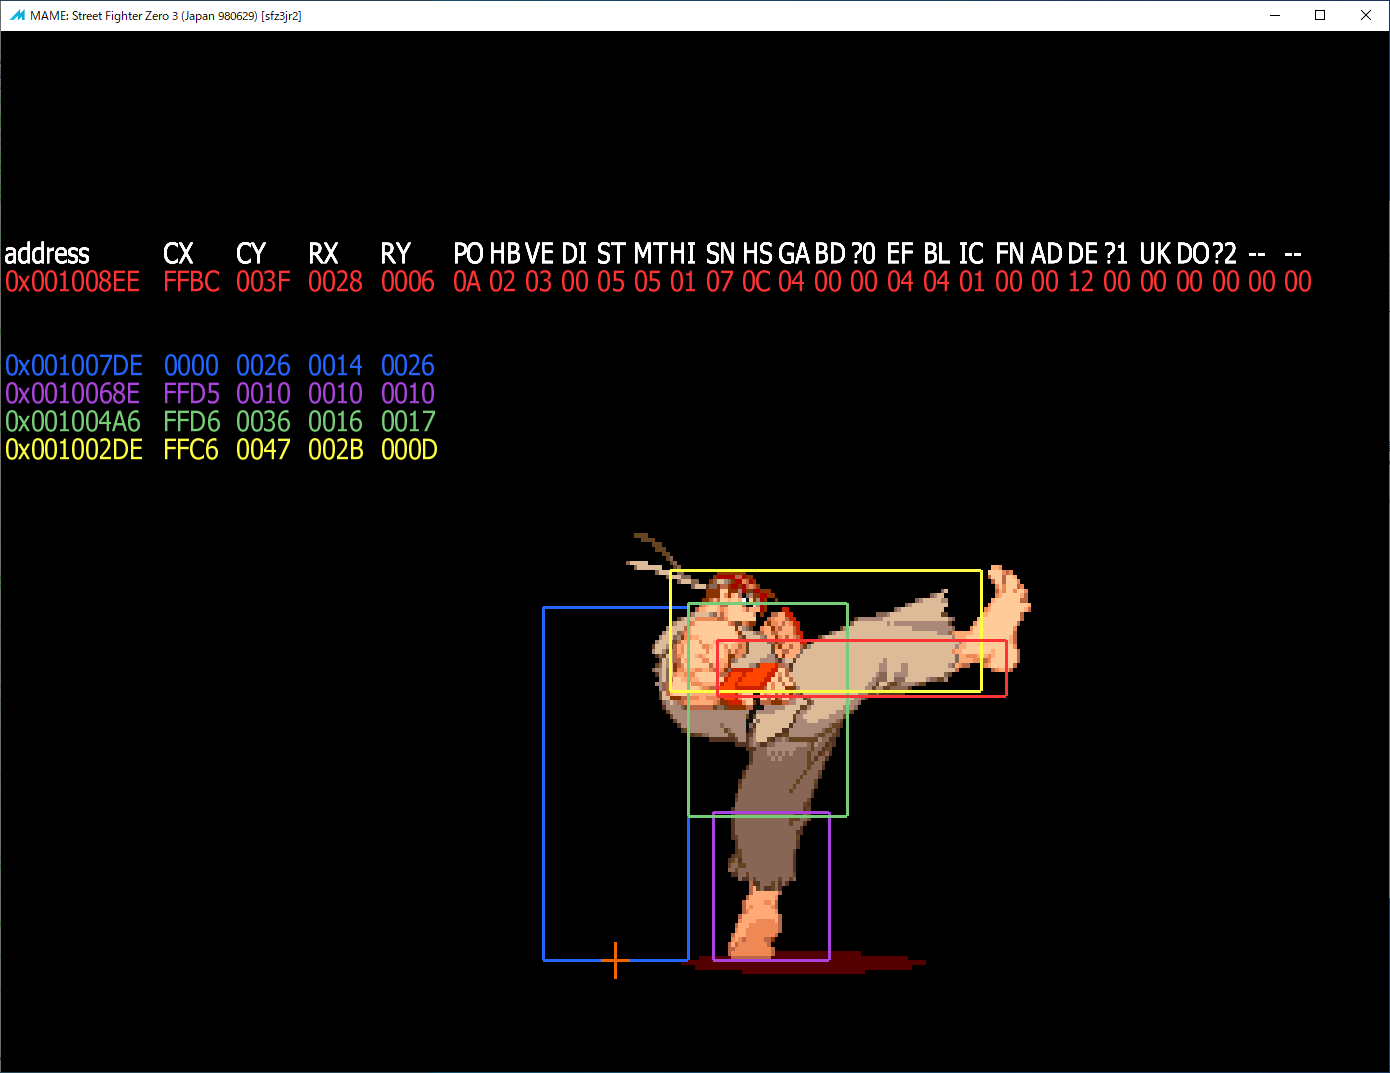 MAME: Street Fighter Zero 3 (Japan 980629) [sfz3jr2]
address CX CY RX RY PO HB VE DI ST MT HI SN HS GA BD ?0 EF BL IC FN AD DE ?1 UK DO ?2 -- --
0x001008EE FFBC 003F 0028 0006 0A 02 03 00 05 05 01 07 0C 04 00 00 04 04 01 00 00 12 00 00 00 00 00 00
0x001007DE 0000 0026 0014 0026
0x0010068E FFD5 0010 0010 0010
0x001004A6 FFD6 0036 0016 0017
0x001002DE FFC6 0047 002B 000D